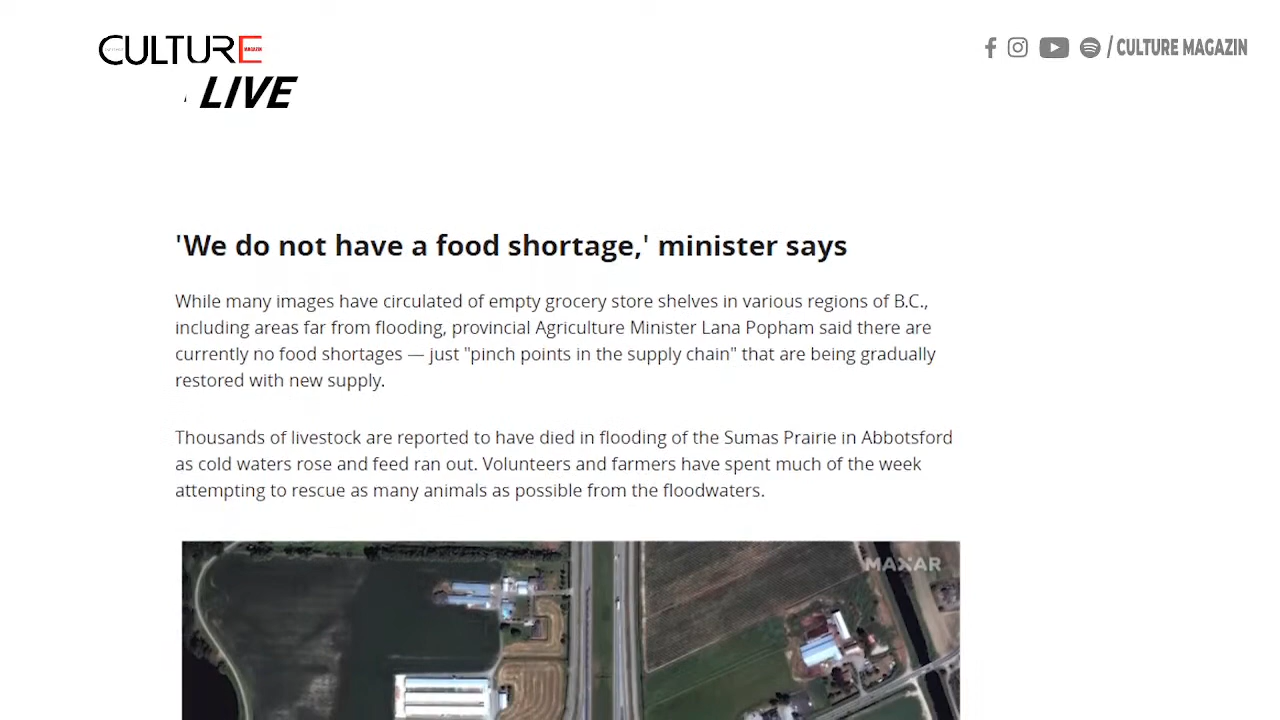 CULTURE
MAGAZIN
LIVE
/ CULTURE MAGAZIN
'We do not have a food shortage,' minister says
While many images have circulated of empty grocery store shelves in various regions of B.C.,
including areas far from flooding, provincial Agriculture Minister Lana Popham said there are
currently no food shortages — just "pinch points in the supply chain" that are being gradually
restored with new supply.
Thousands of livestock are reported to have died in flooding of the Sumas Prairie in Abbotsford
as cold waters rose and feed ran out. Volunteers and farmers have spent much of the week
attempting to rescue as many animals as possible from the floodwaters.
MAXAR